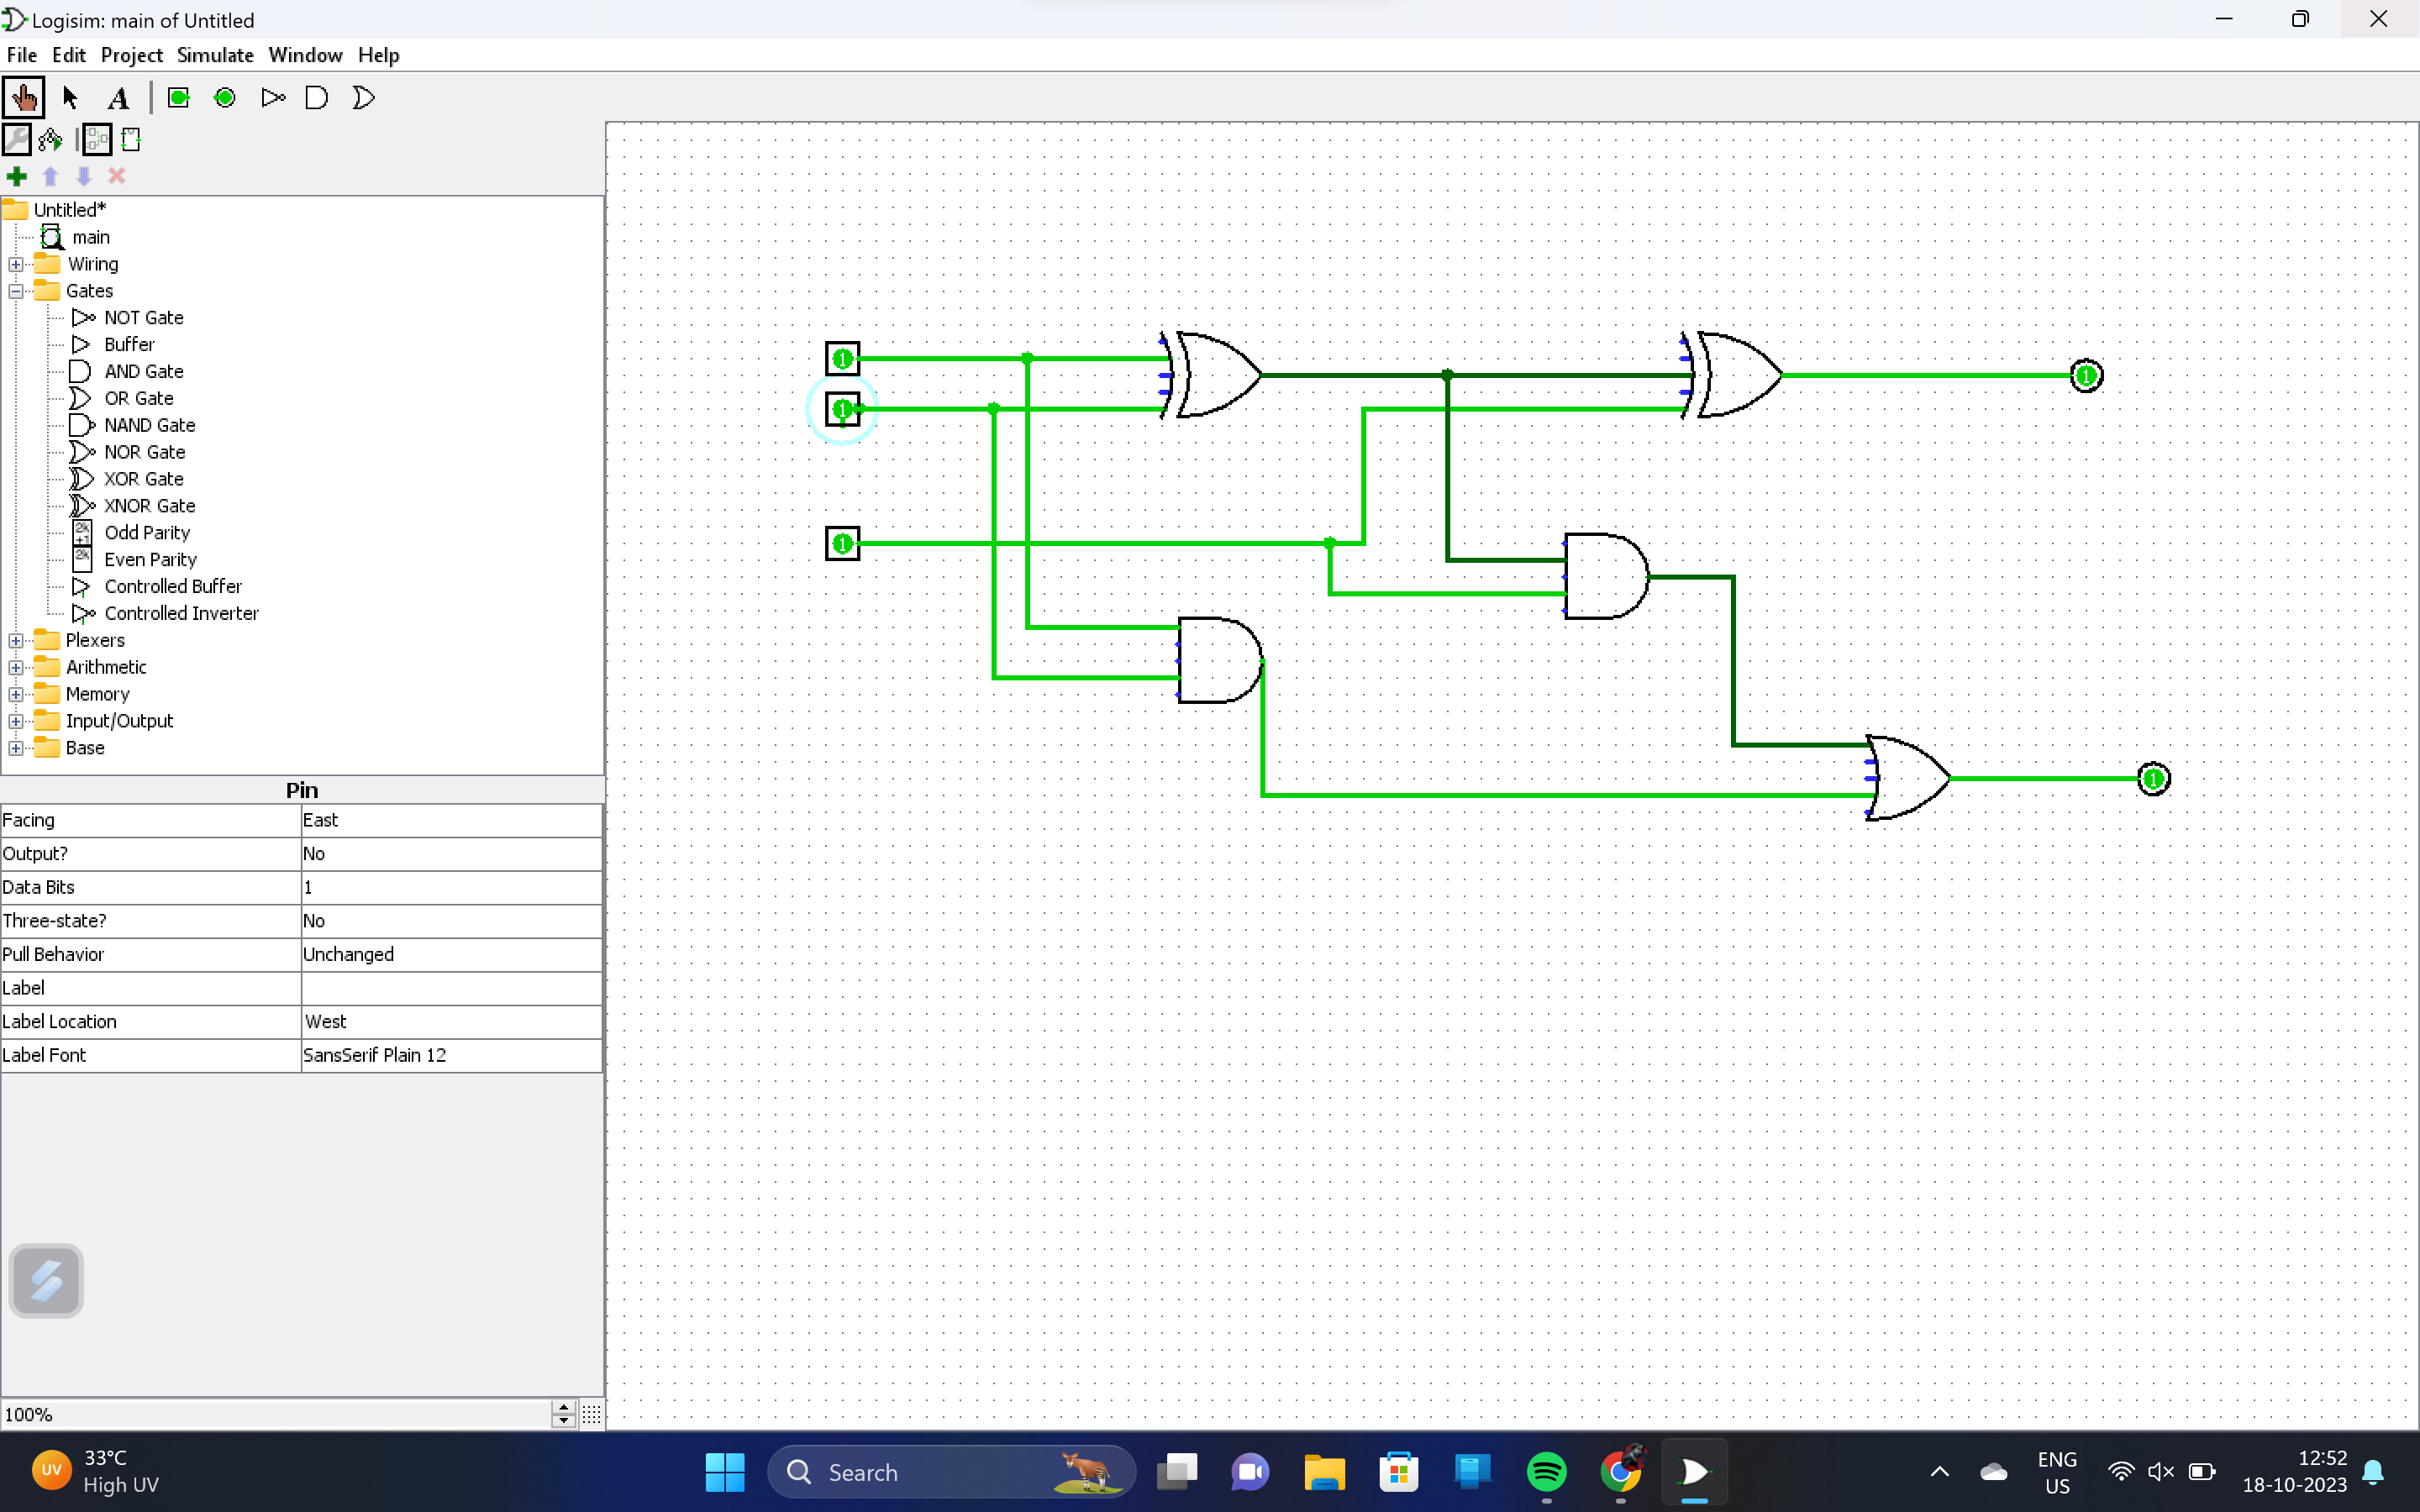 Logisim: main of Untitled
File Edit Project Simulate Window Help
A
Untitled*
main
Wiring
Gates
NOT Gate
Buffer
AND Gate
OR Gate
NAND Gate
NOR Gate
XOR Gate
XNOR Gate
2k+1 Odd Parity
2k Even Parity
Controlled Buffer
Controlled Inverter
Plexers
Arithmetic
Memory
Input/Output
Base
Pin
Facing East
Output? No
Data Bits 1
Three-state? No
Pull Behavior Unchanged
Label
Label Location West
Label Font SansSerif Plain 12
100%
1
1
1
1
1
UV
33°C
High UV
Search
ENG
US
12:52
18-10-2023